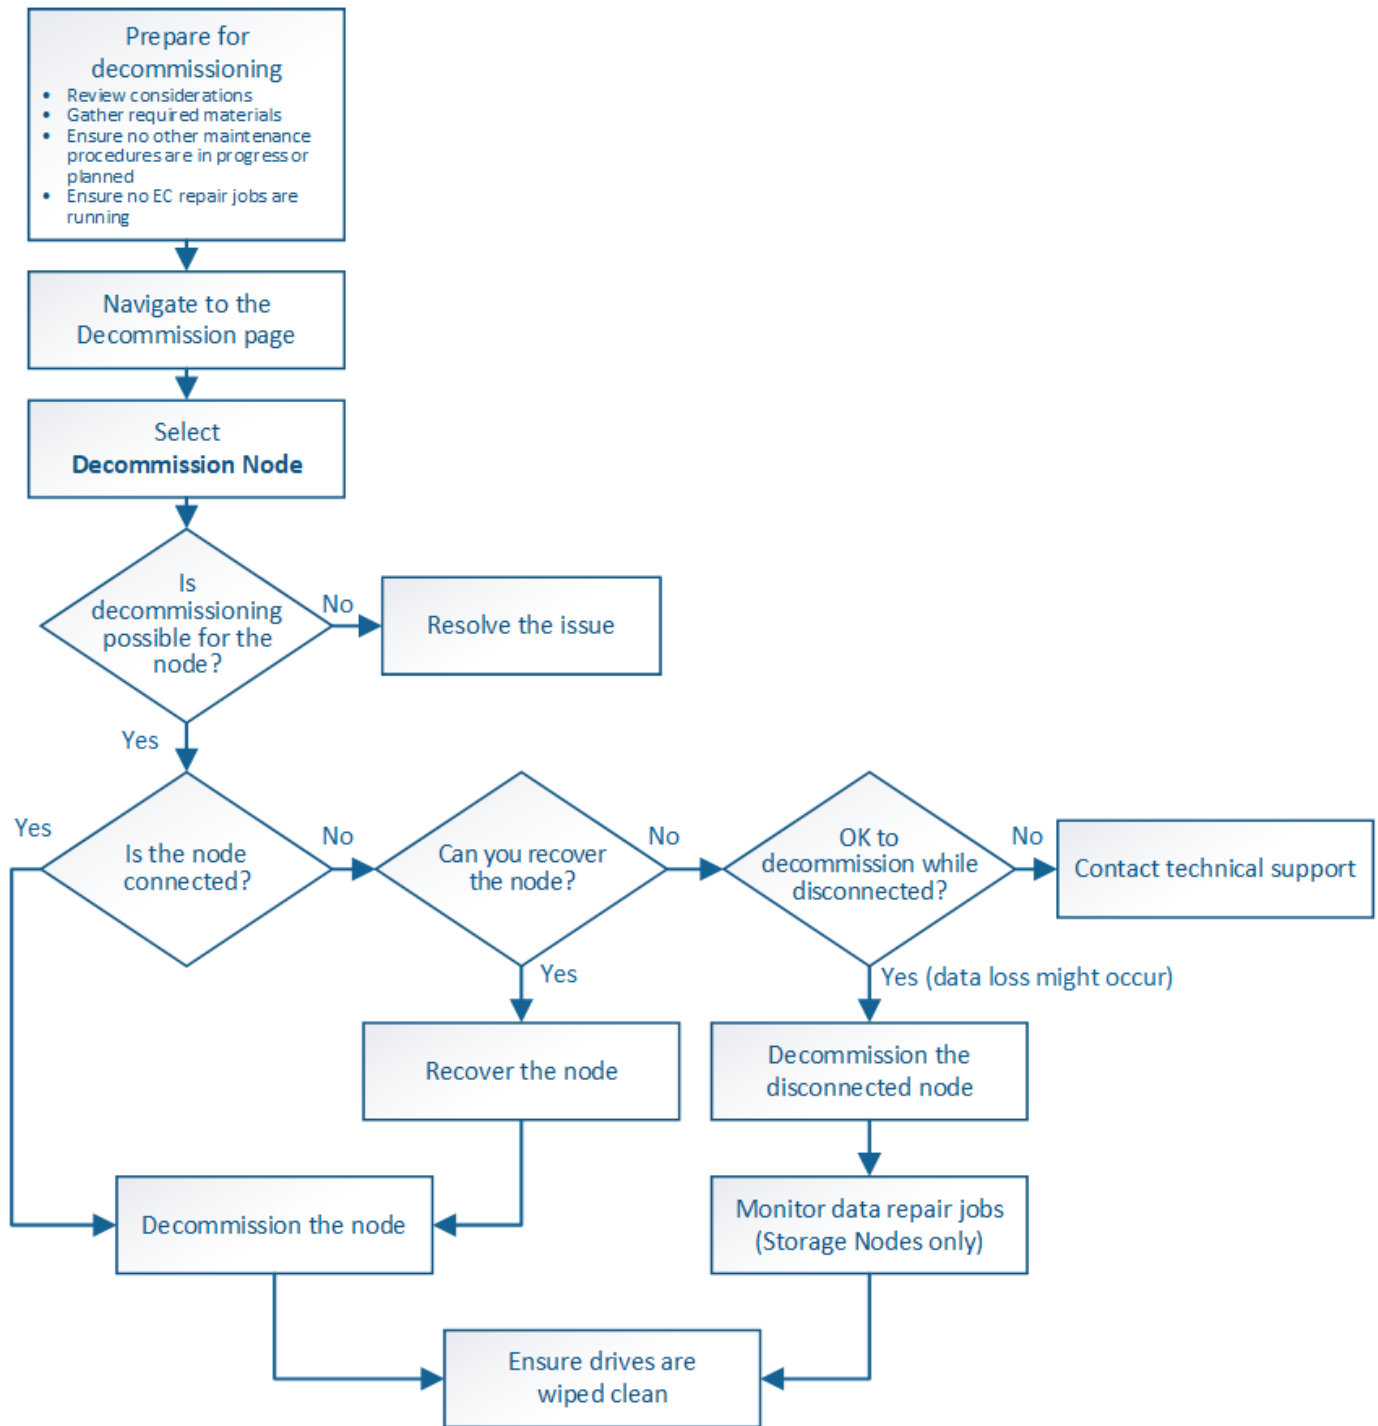 Prepare for
decommissioning
• Review considerations
• Gather required materials
• Ensure no other maintenance
procedures are in progress or
planned
• Ensure no EC repair jobs are
running
Navigate to the
Decommission page
Select
Decommission Node
Is
decommissioning
possible for the
node?
No
Resolve the issue
Yes
Yes
Is the node
connected?
No
Can you recover
the node?
No
OK to
decommission while
disconnected?
No
Contact technical support
Yes
Yes (data loss might occur)
Recover the node
Decommission the
disconnected node
Decommission the node
Monitor data repair jobs
(Storage Nodes only)
Ensure drives are
wiped clean